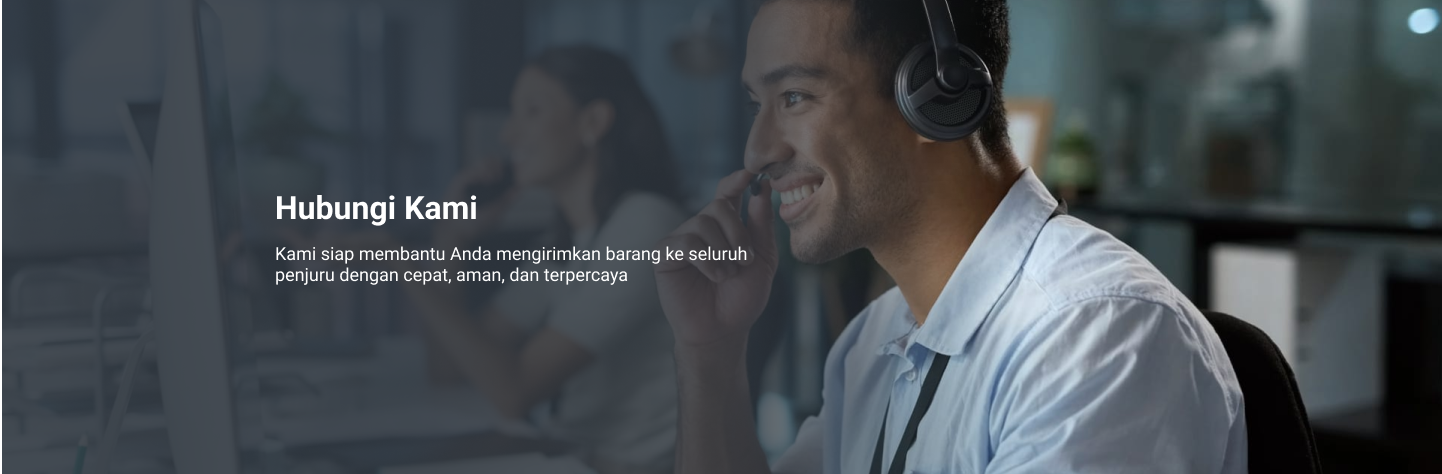 Hubungi Kami
Kami siap membantu Anda mengirimkan barang ke seluruh
penjuru dengan cepat, aman, dan terpercaya